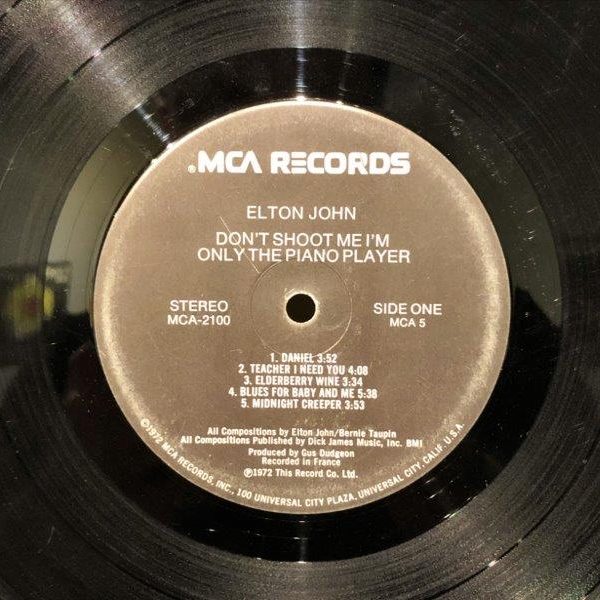 ®MCA RECORDS
ELTON JOHN
DON'T SHOOT ME I'M
ONLY THE PIANO PLAYER
STEREO
MCA-2100
SIDE ONE
MCA 5
1. DANIEL 3:52
2. TEACHER I NEED YOU 4:08
3. ELDERBERRY WINE 3:34
4. BLUES FOR BABY AND ME 5:38
5. MIDNIGHT CREEPER 3:53
All Compositions by Elton John/Bernie Taupin
All Compositions Published by Dick James Music, Inc. BMI
Produced by Gus Dudgeon
Recorded in France
℗1972 This Record Co. Ltd.
©1972 MCA RECORDS, INC., 100 UNIVERSAL CITY PLAZA, UNIVERSAL CITY, CALIF. U.S.A.